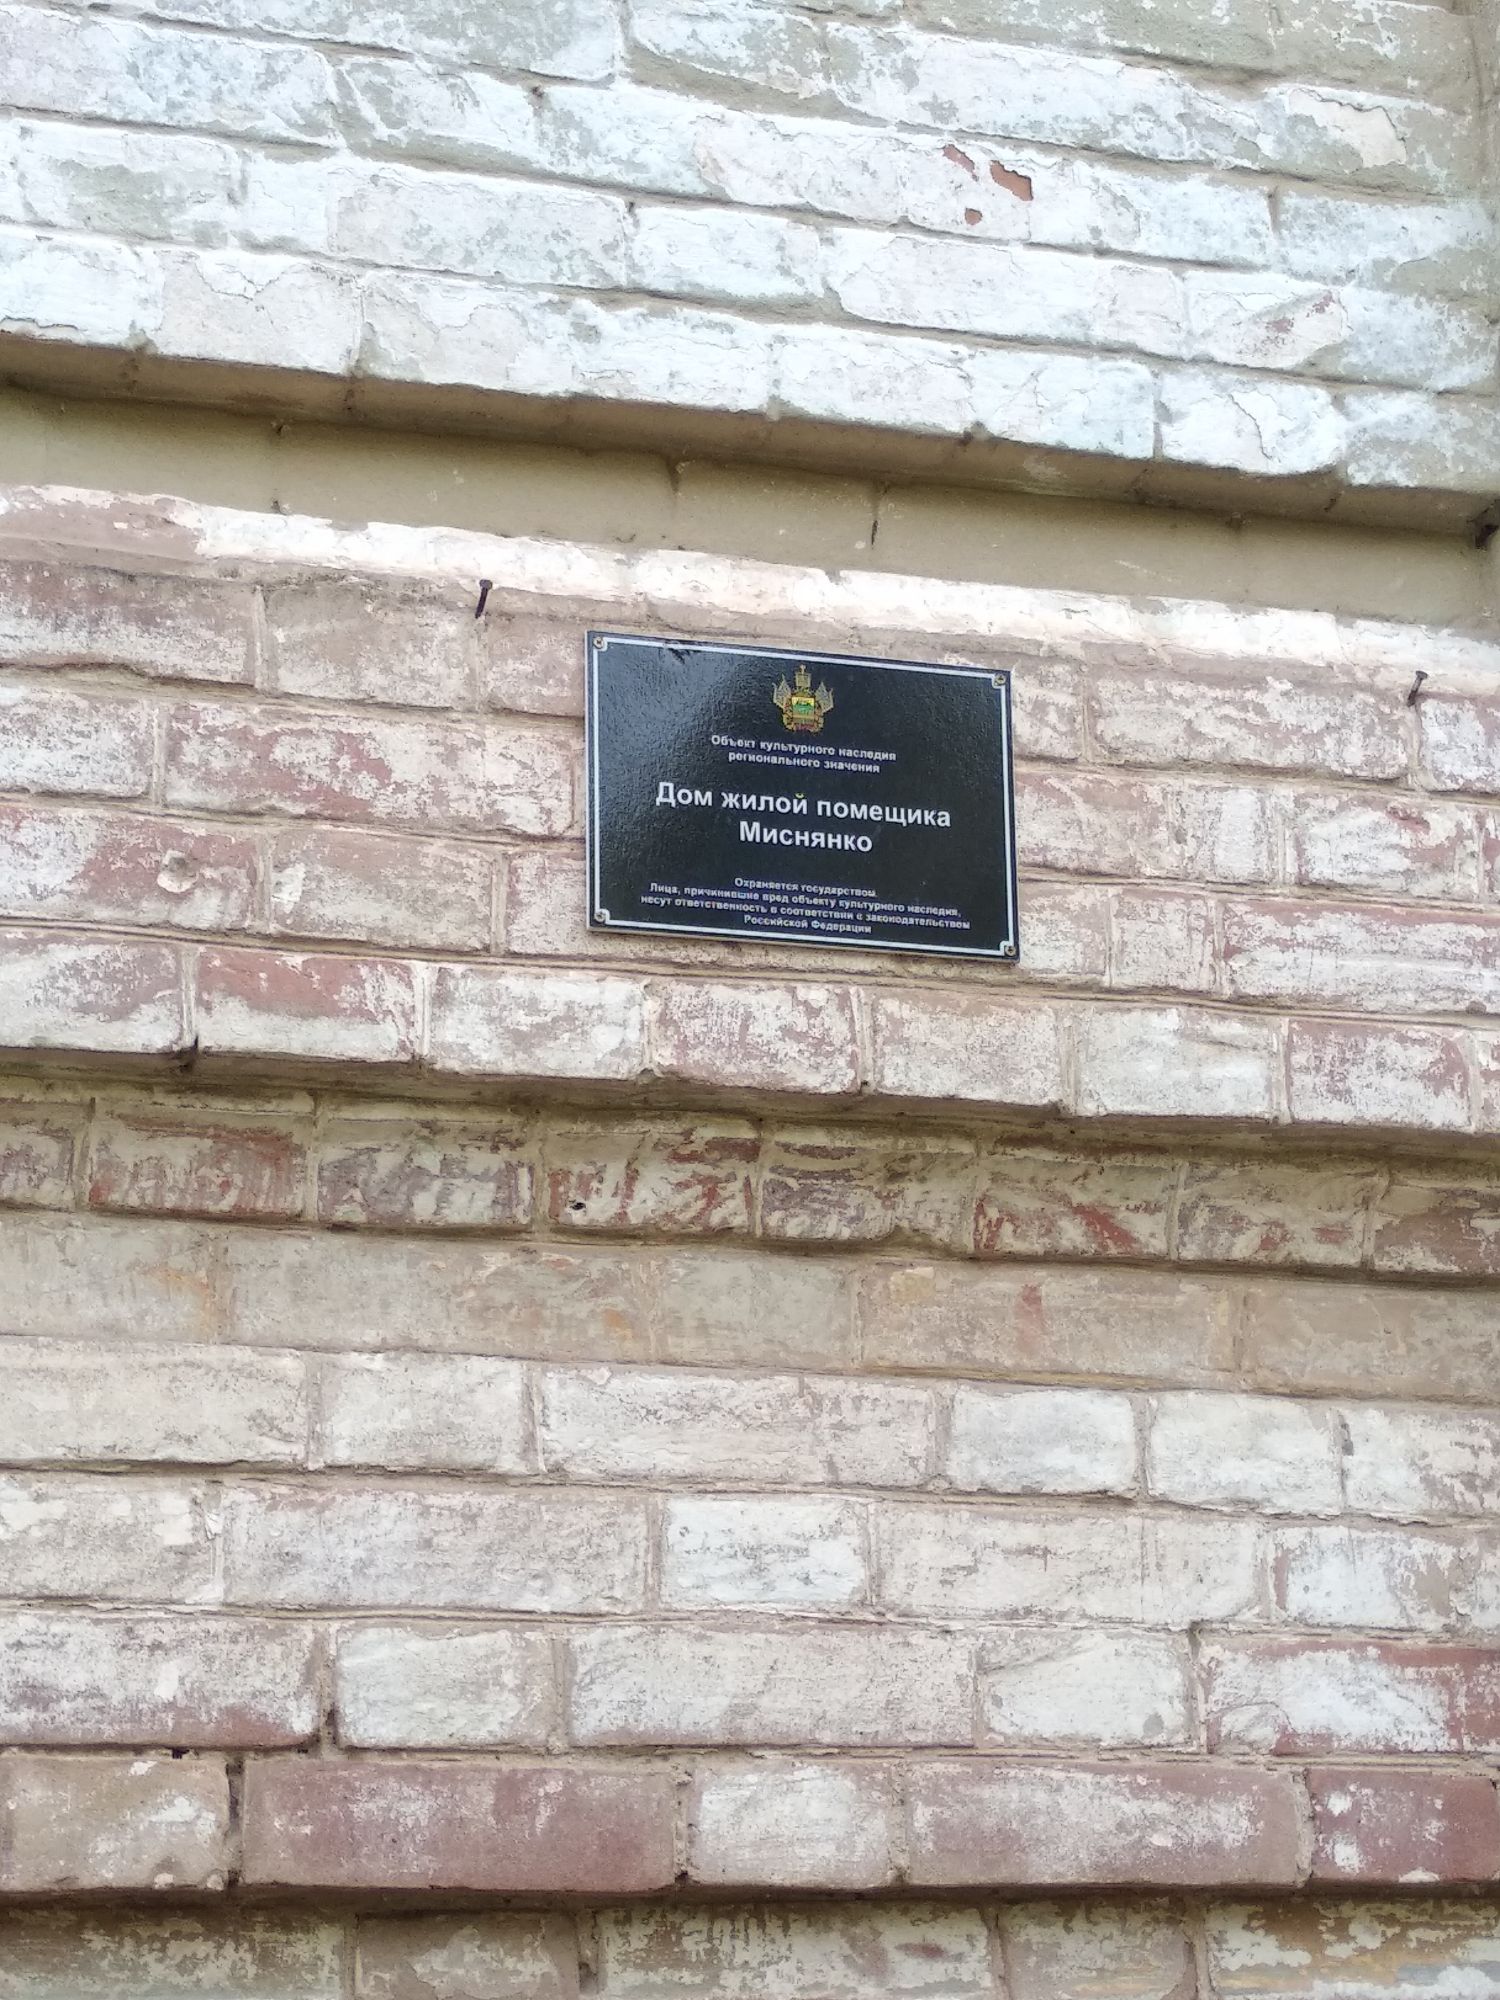 Объект культурного наследия
регионального значения
Дом жилой помещика
Миснянко
Охраняется государством.
Лица, причинившие вред объекту культурного наследия,
несут ответственность в соответствии с законодательством
Российской Федерации